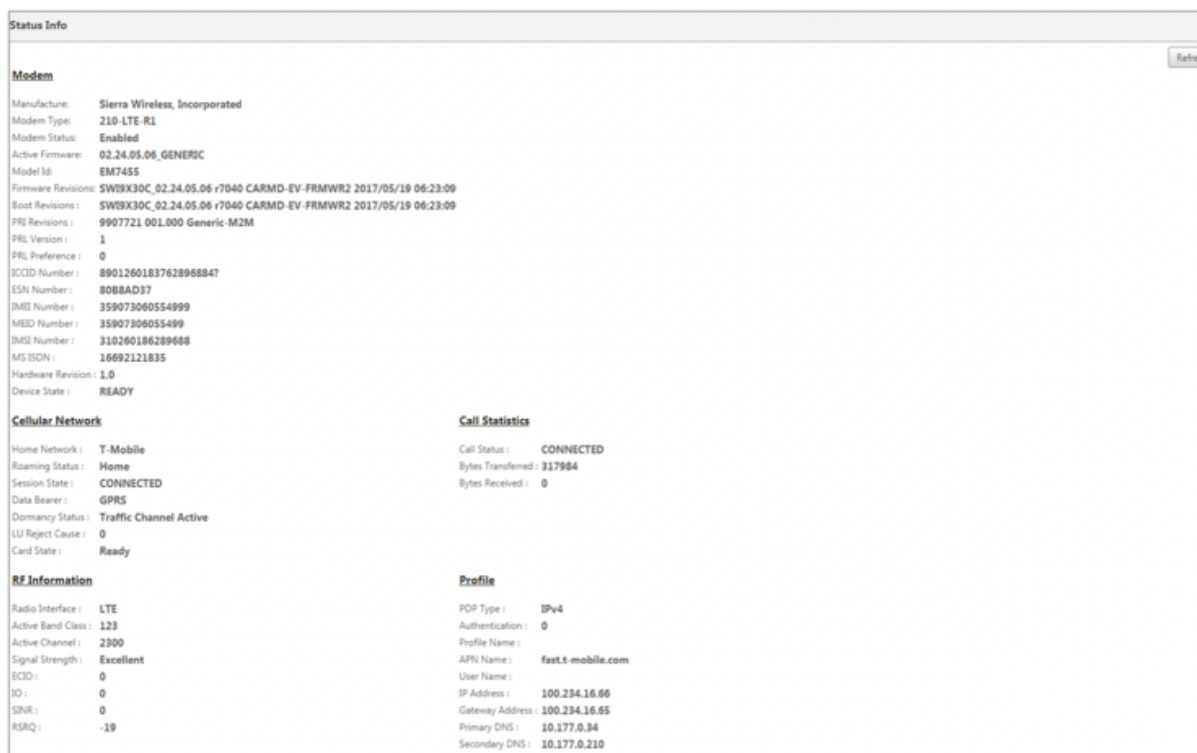 Status Info
Refre
Modem
Manufacture: Sierra Wireless, Incorporated
Modem Type: 210-LTE-R1
Modem Status: Enabled
Active Firmware: 02.24.05.06_GENERIC
Model Id: EM7455
Firmware Revisions: SWI9X30C_02.24.05.06 r7040 CARMD-EV-FRMWR2 2017/05/19 06:23:09
Boot Revisions : SWI9X30C_02.24.05.06 r7040 CARMD-EV-FRMWR2 2017/05/19 06:23:09
PRI Revisions : 9907721 001.000 Generic-M2M
PRL Version : 1
PRL Preference : 0
ICCID Number : 8901260183762896884?
ESN Number : 80B8AD37
IMEI Number : 359073060554999
MEID Number : 35907306055499
IMSI Number : 310260186289688
MS ISDN : 16692121835
Hardware Revision : 1.0
Device State : READY
Cellular Network
Home Network : T-Mobile
Roaming Status : Home
Session State : CONNECTED
Data Bearer : GPRS
Dormancy Status : Traffic Channel Active
LU Reject Cause : 0
Card State : Ready
Call Statistics
Call Status : CONNECTED
Bytes Transferred : 317984
Bytes Received : 0
RF Information
Radio Interface : LTE
Active Band Class : 123
Active Channel : 2300
Signal Strength : Excellent
ECIO : 0
IO : 0
SINR : 0
RSRQ : -19
Profile
PDP Type : IPv4
Authentication : 0
Profile Name :
APN Name : fast.t-mobile.com
User Name :
IP Address : 100.234.16.66
Gateway Address : 100.234.16.65
Primary DNS : 10.177.0.34
Secondary DNS : 10.177.0.210